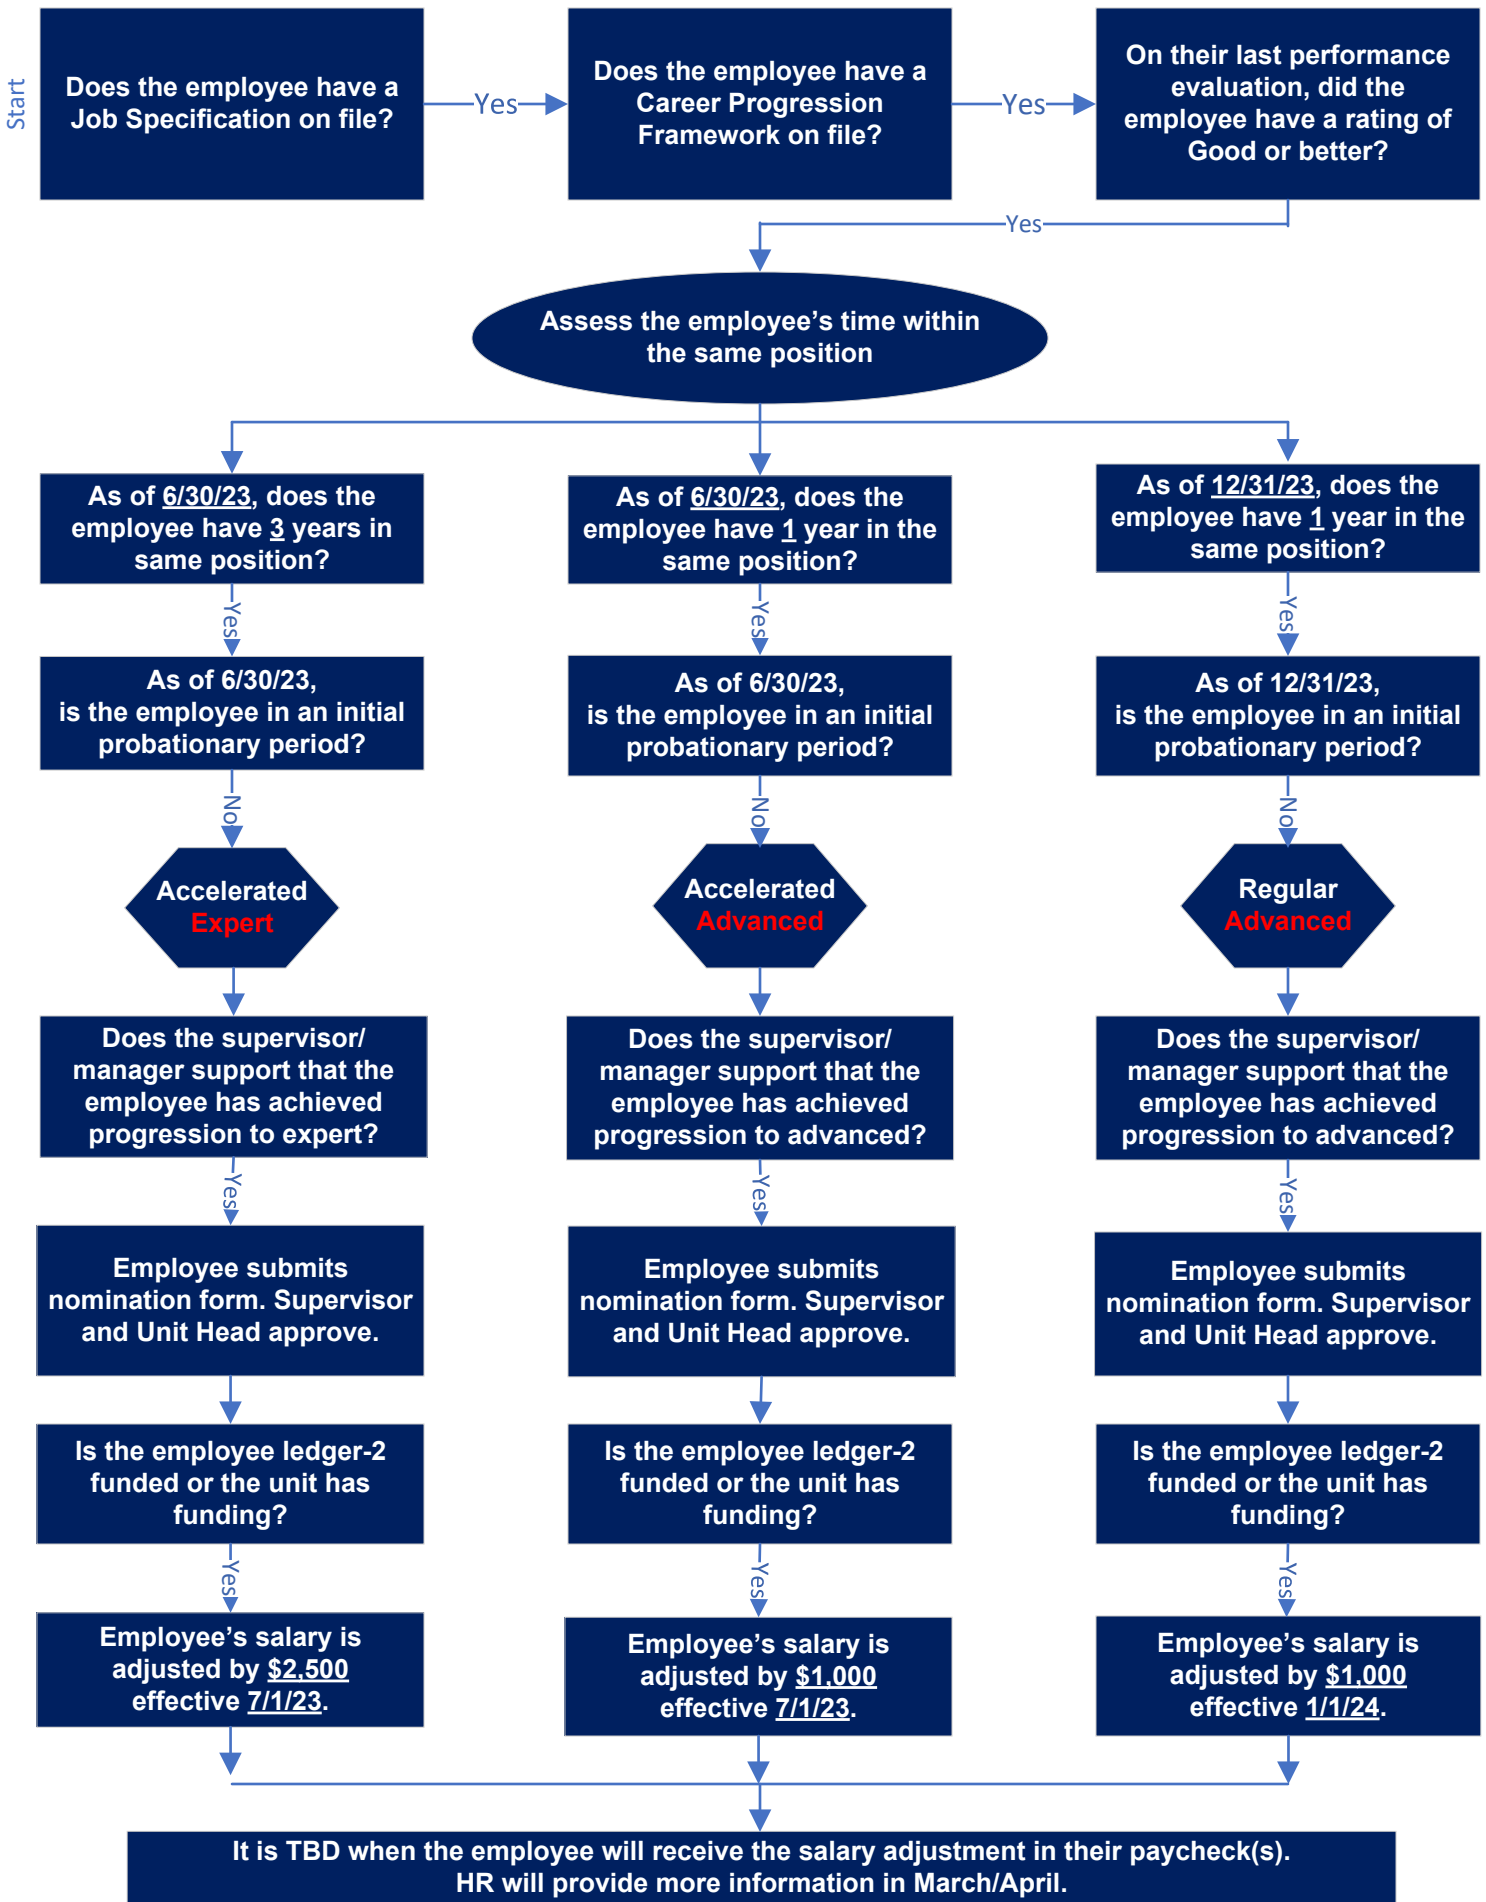 Start
Does the employee have a
Job Specification on file?
Yes
Does the employee have a
Career Progression
Framework on file?
Yes
On their last performance
evaluation, did the
employee have a rating of
Good or better?
Yes
Assess the employee’s time within
the same position
As of 6/30/23, does the
employee have 3 years in
same position?
Yes
As of 6/30/23,
is the employee in an initial
probationary period?
No
Accelerated
Expert
Does the supervisor/
manager support that the
employee has achieved
progression to expert?
Yes
Employee submits
nomination form. Supervisor
and Unit Head approve.
Is the employee ledger-2
funded or the unit has
funding?
Yes
Employee’s salary is
adjusted by $2,500
effective 7/1/23.
As of 6/30/23, does the
employee have 1 year in the
same position?
Yes
As of 6/30/23,
is the employee in an initial
probationary period?
No
Accelerated
Advanced
Does the supervisor/
manager support that the
employee has achieved
progression to advanced?
Yes
Employee submits
nomination form. Supervisor
and Unit Head approve.
Is the employee ledger-2
funded or the unit has
funding?
Yes
Employee’s salary is
adjusted by $1,000
effective 7/1/23.
As of 12/31/23, does the
employee have 1 year in the
same position?
Yes
As of 12/31/23,
is the employee in an initial
probationary period?
No
Regular
Advanced
Does the supervisor/
manager support that the
employee has achieved
progression to advanced?
Yes
Employee submits
nomination form. Supervisor
and Unit Head approve.
Is the employee ledger-2
funded or the unit has
funding?
Yes
Employee’s salary is
adjusted by $1,000
effective 1/1/24.
It is TBD when the employee will receive the salary adjustment in their paycheck(s).
HR will provide more information in March/April.